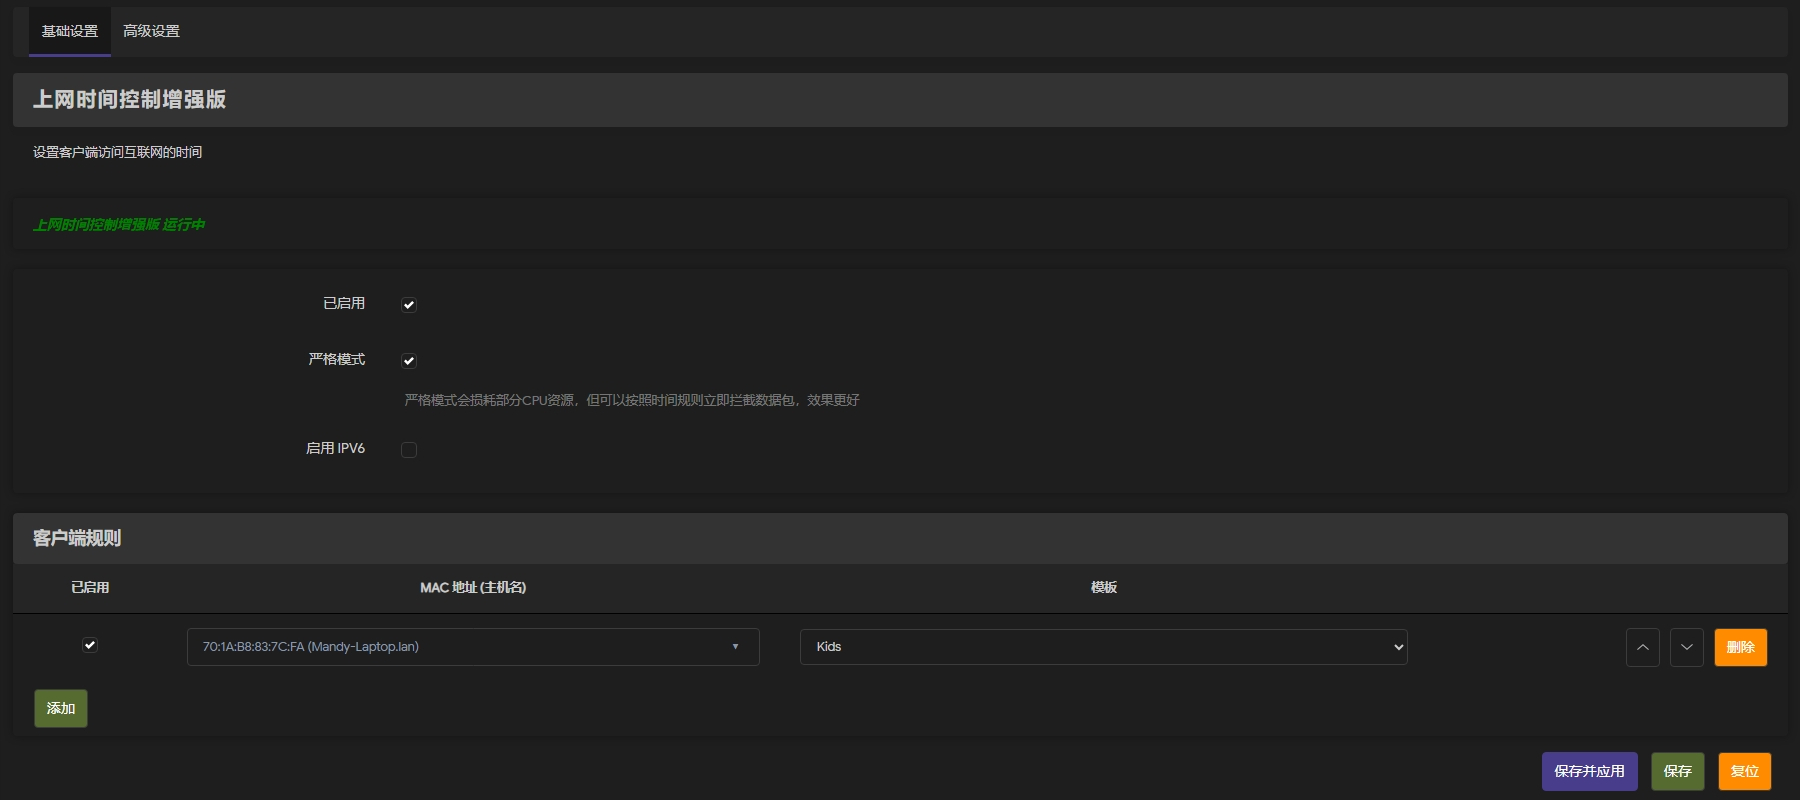 基础设置 高级设置
上网时间控制增强版
设置客户端访问互联网的时间
上网时间控制增强版 运行中
已启用
严格模式
严格模式会损耗部分CPU资源，但可以按照时间规则立即拦截数据包，效果更好
启用 IPV6
客户端规则
已启用 MAC 地址 (主机名) 模板
70:1A:B8:83:7C:FA (Mandy-Laptop.lan) Kids 删除
添加
保存并应用 保存 复位